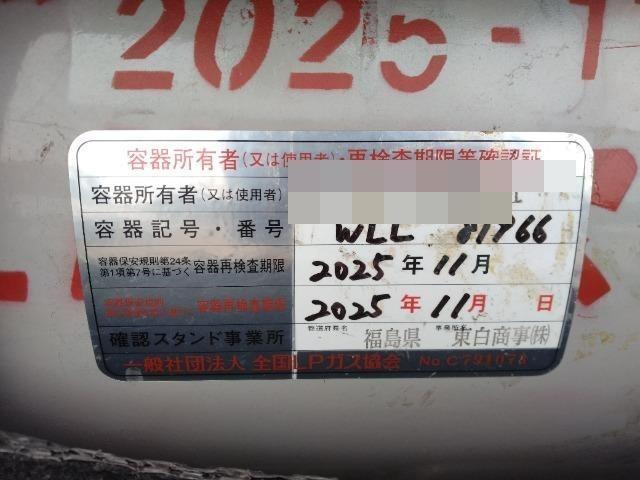 2025-1
容器所有者(又は使用者)・再検査期限等確認証
容器所有者(又は使用者)
容器記号・番号 WLL
容器保安規則第24条
第1項第7号に基づく 容器再検査期限 2025年11月
容器再検査期限 2025年11月 日
確認スタンド事業所 都道府県名 福島県 事業所名 東白商事㈱
一般社団法人 全国LPガス協会 No C791078